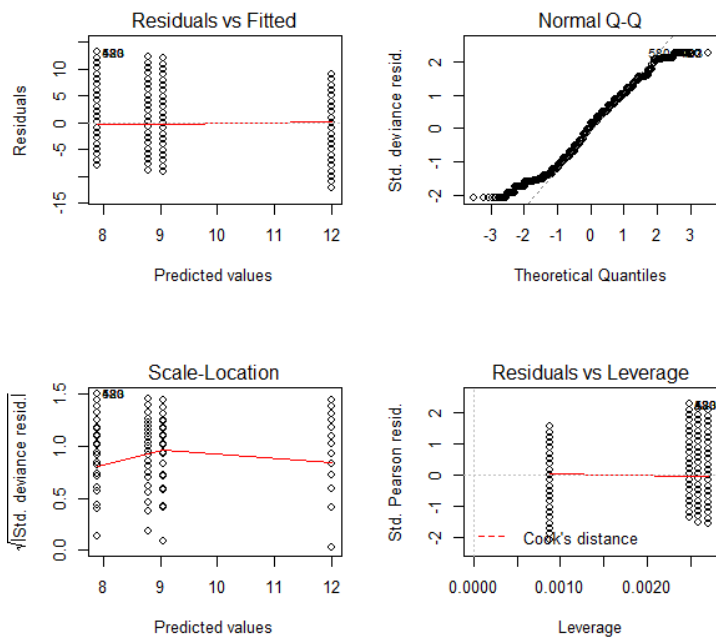 Residuals vs Fitted
Residuals
10
5
0
-5
-15
8 9 10 11 12
Predicted values
Normal Q-Q
Std. deviance resid.
2
1
0
-1
-2
-3 -2 -1 0 1 2 3
Theoretical Quantiles
Scale-Location
√|Std. deviance resid.|
1.5
1.0
0.5
0.0
8 9 10 11 12
Predicted values
Residuals vs Leverage
Std. Pearson resid.
2
1
0
-1
-2
Cook's distance
0.0000 0.0010 0.0020
Leverage